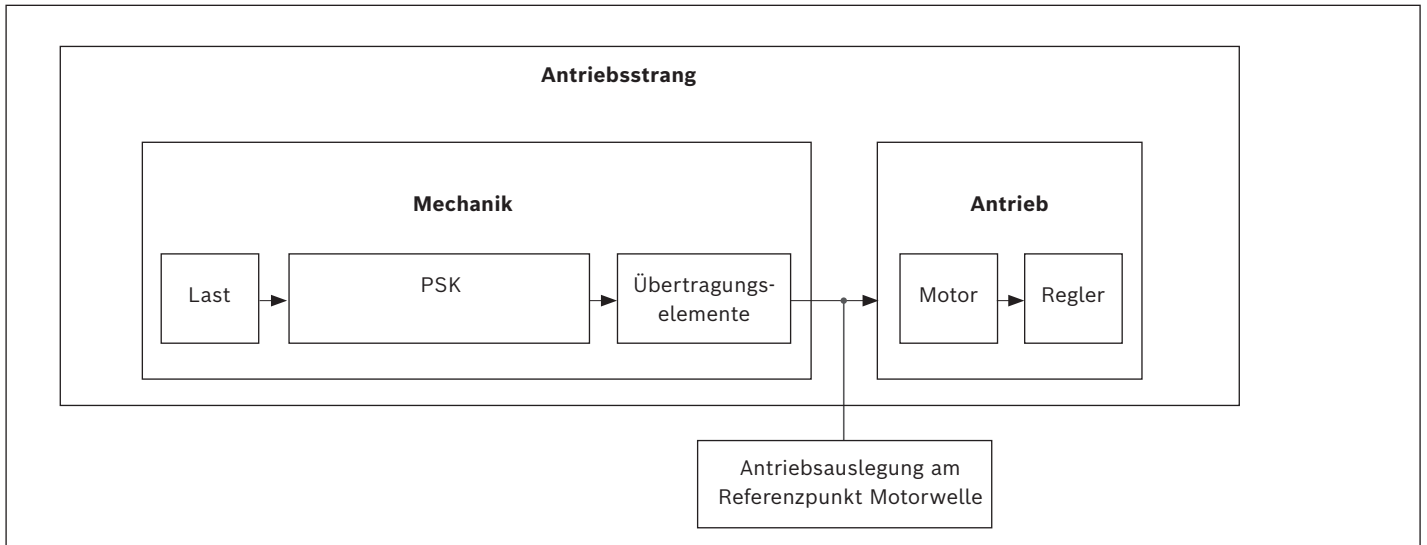 Antriebsstrang
Mechanik
Antrieb
Last
PSK
Übertragungs-
elemente
Motor
Regler
Antriebsauslegung am
Referenzpunkt Motorwelle